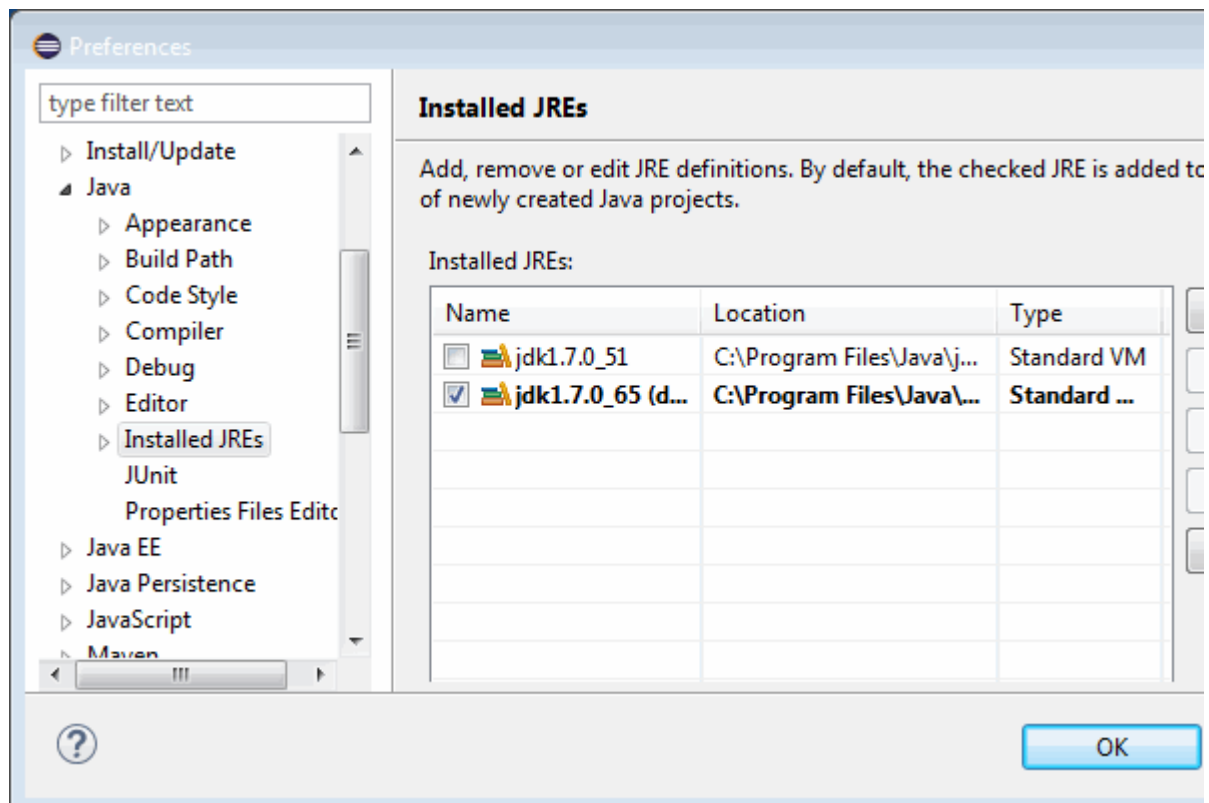 Preferences
type filter text
Install/Update
Java
Appearance
Build Path
Code Style
Compiler
Debug
Editor
Installed JREs
JUnit
Properties Files Edito
Java EE
Java Persistence
JavaScript
Maven
Installed JREs
Add, remove or edit JRE definitions. By default, the checked JRE is added to
of newly created Java projects.
Installed JREs:
Name Location Type
jdk1.7.0_51 C:\Program Files\Java\j... Standard VM
jdk1.7.0_65 (d... C:\Program Files\Java\... Standard ...
?
OK